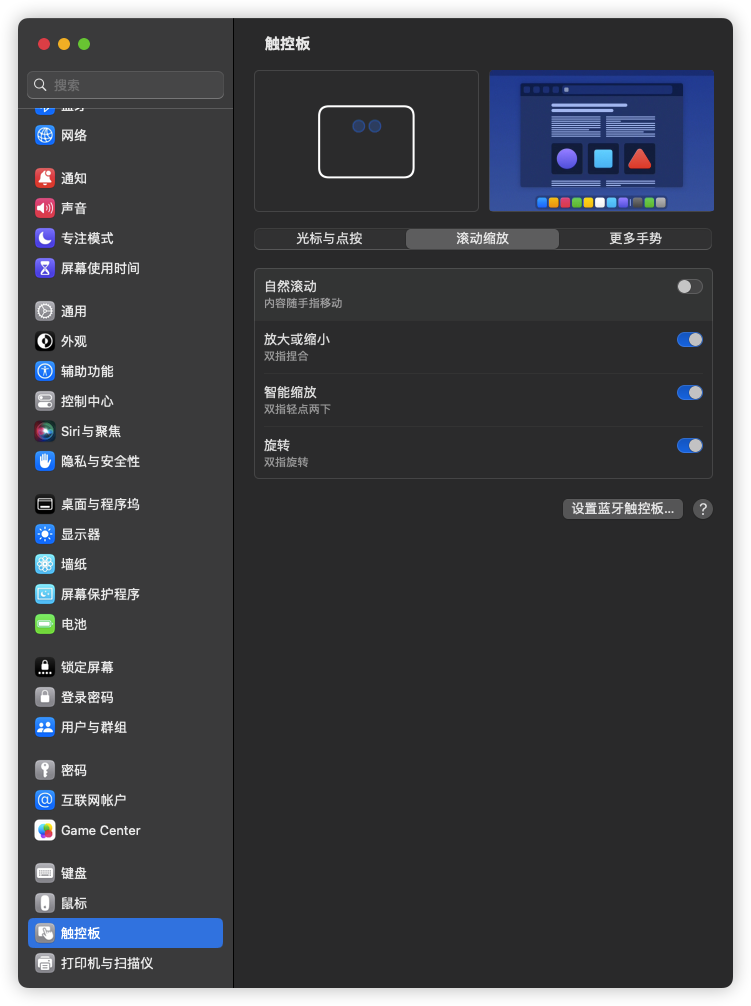 触控板
搜索
网络
通知
声音
专注模式
屏幕使用时间
通用
外观
辅助功能
控制中心
Siri与聚焦
隐私与安全性
桌面与程序坞
显示器
墙纸
屏幕保护程序
电池
锁定屏幕
登录密码
用户与群组
密码
互联网帐户
Game Center
键盘
鼠标
触控板
打印机与扫描仪
光标与点按
滚动缩放
更多手势
自然滚动
内容随手指移动
放大或缩小
双指捏合
智能缩放
双指轻点两下
旋转
双指旋转
设置蓝牙触控板...
?